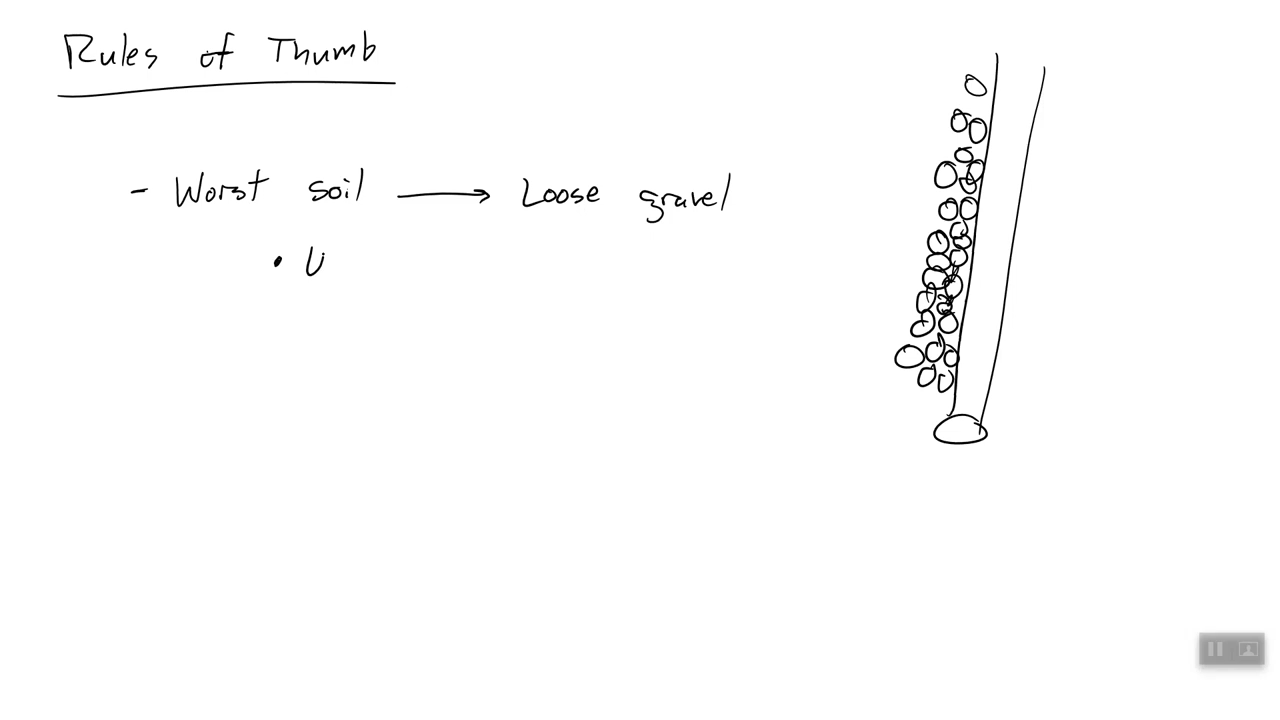 Rules of Thumb
- Worst soil → Loose gravel
• U